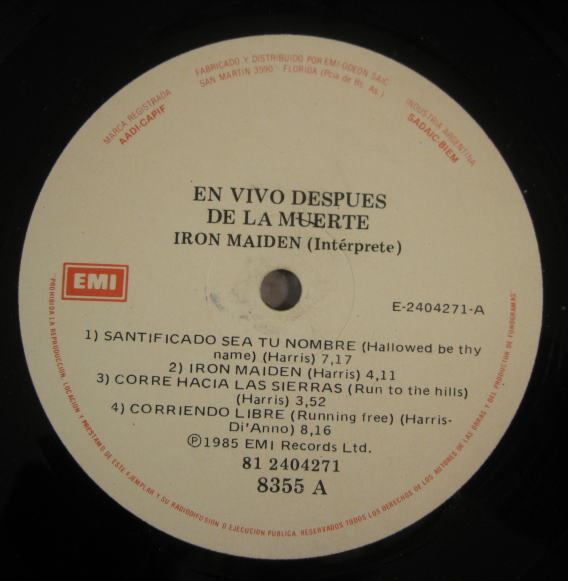 FABRICADO Y DISTRIBUIDO POR EMI ODEON SAIC
SAN MARTIN 3590 - FLORIDA (Pcia de Bs. As.)
MARCA REGISTRADA
AADI-CAPIF
INDUSTRIA ARGENTINA
SADAIC-BIEM
EN VIVO DESPUES
DE LA MUERTE
IRON MAIDEN (Intérprete)
EMI
E-2404271-A
1) SANTIFICADO SEA TU NOMBRE (Hallowed be thy
name) (Harris) 7,17
2) IRON MAIDEN (Harris) 4,11
3) CORRE HACIA LAS SIERRAS (Run to the hills)
(Harris) 3,52
4) CORRIENDO LIBRE (Running free) (Harris-
Di'Anno) 8,16
℗1985 EMI Records Ltd.
81 2404271
8355 A
PROHIBIDA LA REPRODUCCION, LOCACION Y PRESTAMO DE ESTE EJEMPLAR Y SU RADIODIFUSION O EJECUCION PUBLICA. RESERVADOS TODOS LOS DERECHOS DE LOS AUTORES DE LAS OBRAS Y DEL PRODUCTOR DE FONOGRAMAS